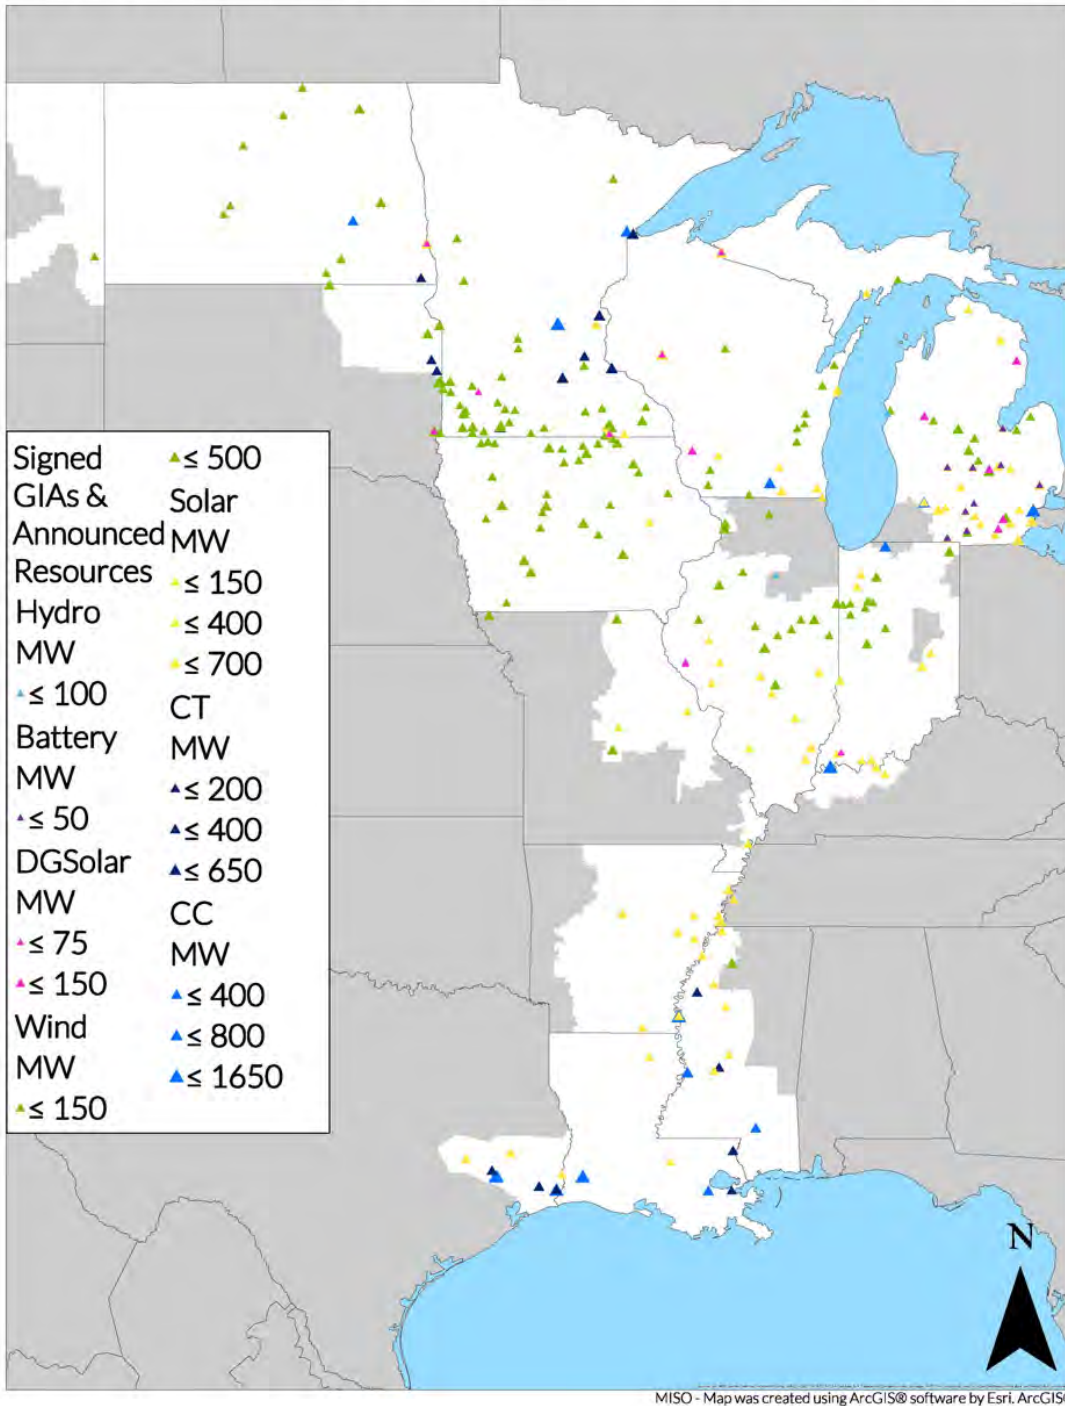 Signed
GIAs &
Announced
Resources
Hydro
MW
≤ 100
Battery
MW
≤ 50
DGSolar
MW
≤ 75
≤ 150
Wind
MW
≤ 150
≤ 500
Solar
MW
≤ 150
≤ 400
≤ 700
CT
MW
≤ 200
≤ 400
≤ 650
CC
MW
≤ 400
≤ 800
≤ 1650
N
MISO - Map was created using ArcGIS® software by Esri. ArcGIS®